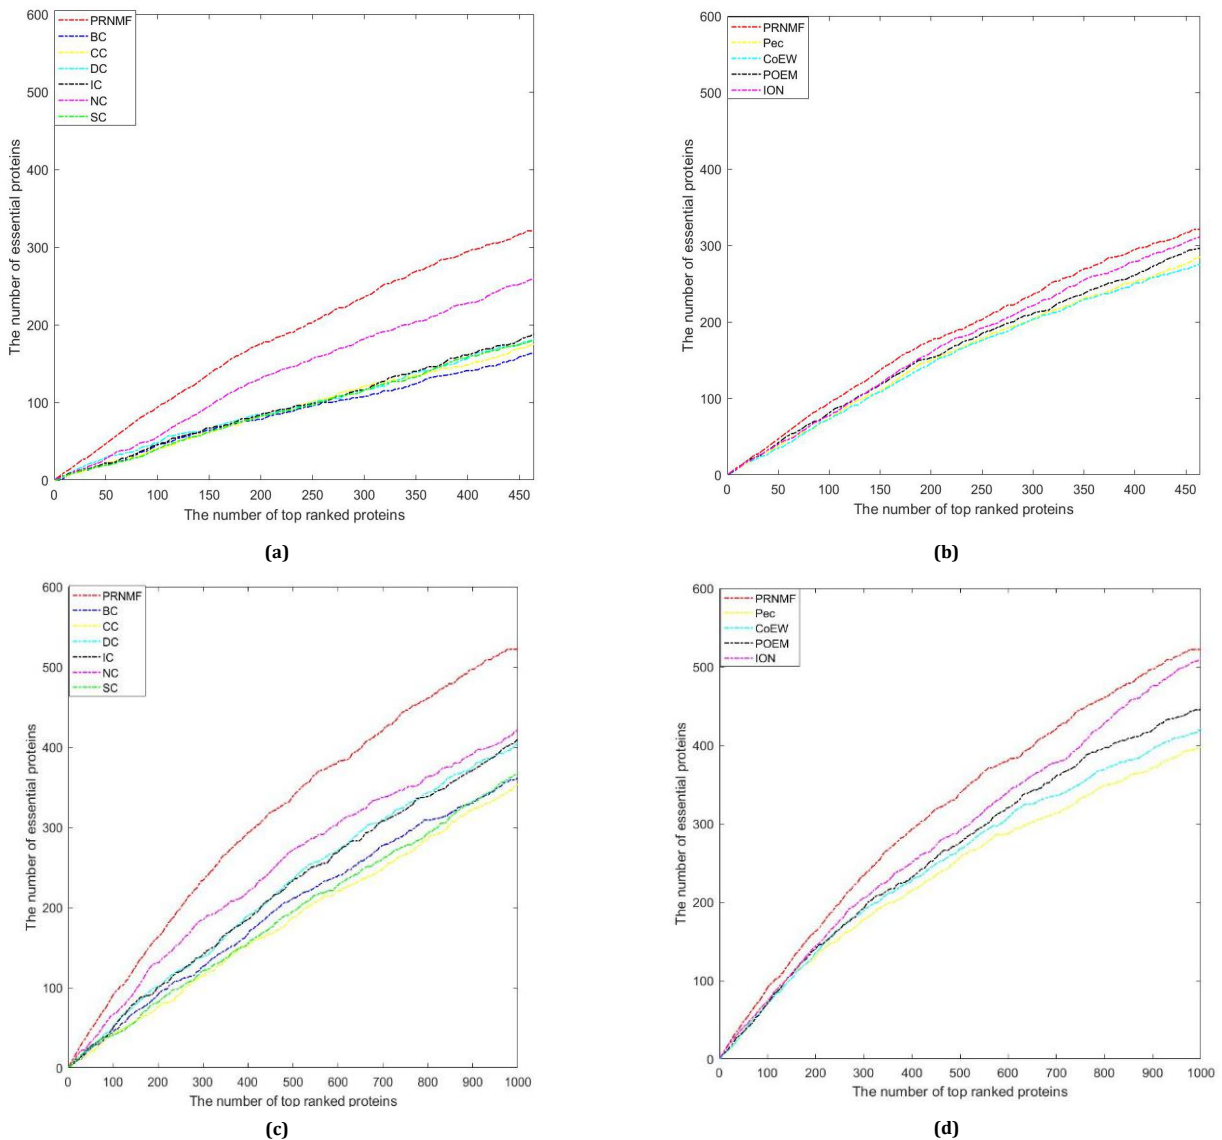 600
500
400
300
200
100
0
The number of essential proteins
PRNMF
BC
CC
DC
IC
NC
SC
0 50 100 150 200 250 300 350 400 450
The number of top ranked proteins
(a)
600
500
400
300
200
100
0
The number of essential proteins
PRNMF
Pec
CoEW
POEM
ION
0 50 100 150 200 250 300 350 400 450
The number of top ranked proteins
(b)
600
500
400
300
200
100
0
The number of essential proteins
PRNMF
BC
CC
DC
IC
NC
SC
0 100 200 300 400 500 600 700 800 900 1000
The number of top ranked proteins
(c)
600
500
400
300
200
100
0
The number of essential proteins
PRNMF
Pec
CoEW
POEM
ION
0 100 200 300 400 500 600 700 800 900 1000
The number of top ranked proteins
(d)